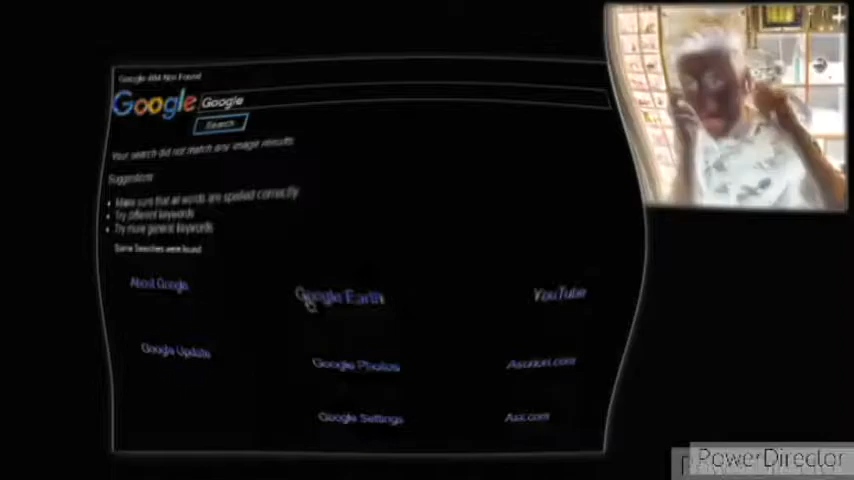 Google 404 Not Found
Google Google
Search
Your search did not match any image results
Suggestions
Make sure that all words are spelled correctly
Try different keywords
Try more general keywords
Some Searches were found
About Google
Google Earth
YouTube
Google Update
Google Photos
Google Settings
PowerDirector